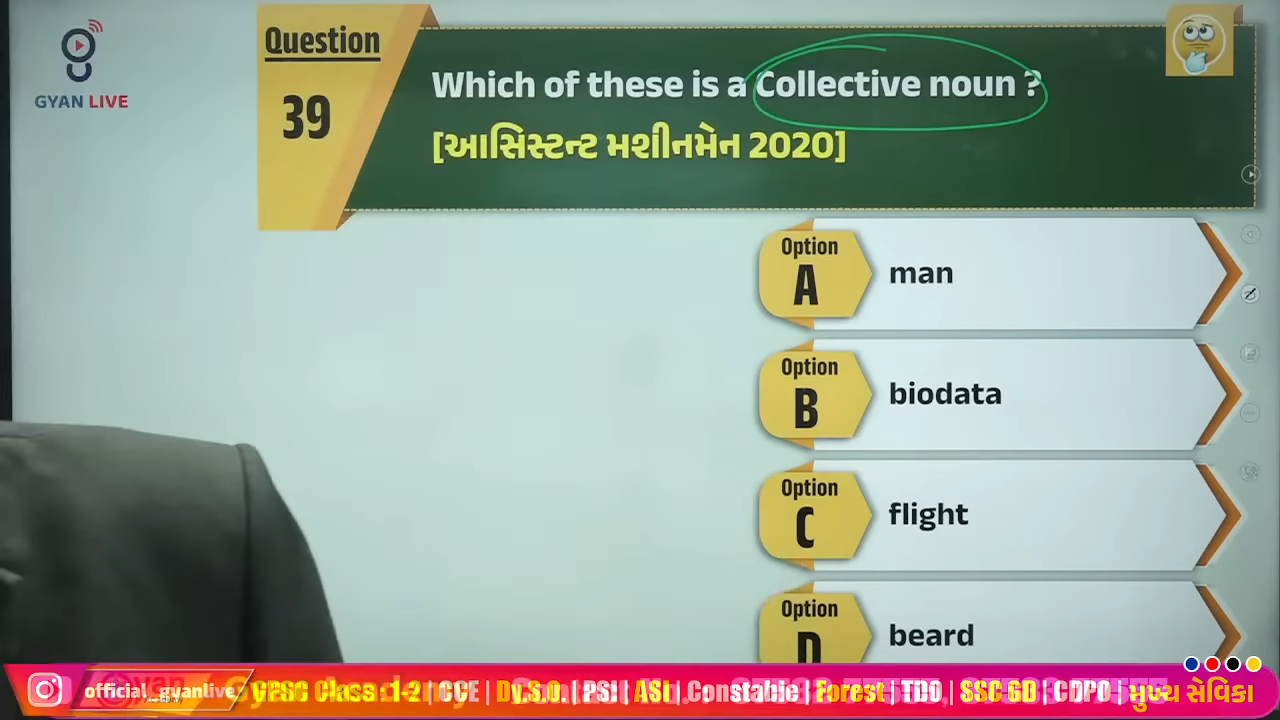 GYAN LIVE
Question
39
Which of these is a Collective noun ?
[આસિસ્ટન્ટ મશીનમેન 2020]
Option
A
man
Option
B
biodata
Option
C
flight
Option
D
beard
official_gyanlive
GPSC Class : 1-2 | CCE | Dy.S.O. | PSI | ASI | Constable | Forest | TDO | SSC GD | CDPO | મુખ્ય સેવિકા